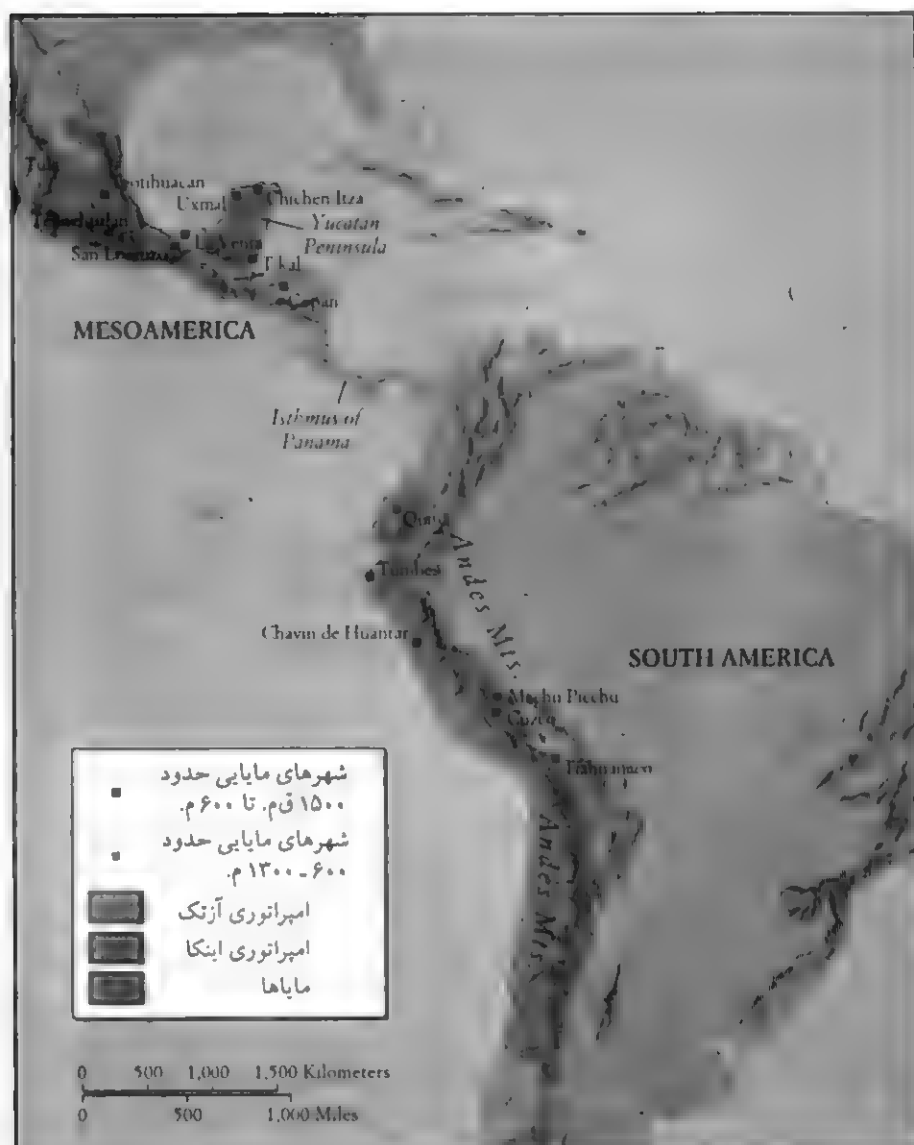 Uxmal
Chichen Itza
Yucatan
Peninsula
Tikal
Copan
MESOAMERICA
Isthmus of
Panama
Tumbes
Andes Mts.
Chavin de Huantar
SOUTH AMERICA
Machu Picchu
Cuzco
Andes Mts.
شهرهای مایایی حدود
۱۵۰۰ ق‌م. تا ۶۰۰ م.
شهرهای مایایی حدود
۶۰۰ - ۱۳۰۰ م.
امپراتوری آزتک
امپراتوری اینکا
مایاها
0 500 1,000 1,500 Kilometers
0 500 1,000 Miles